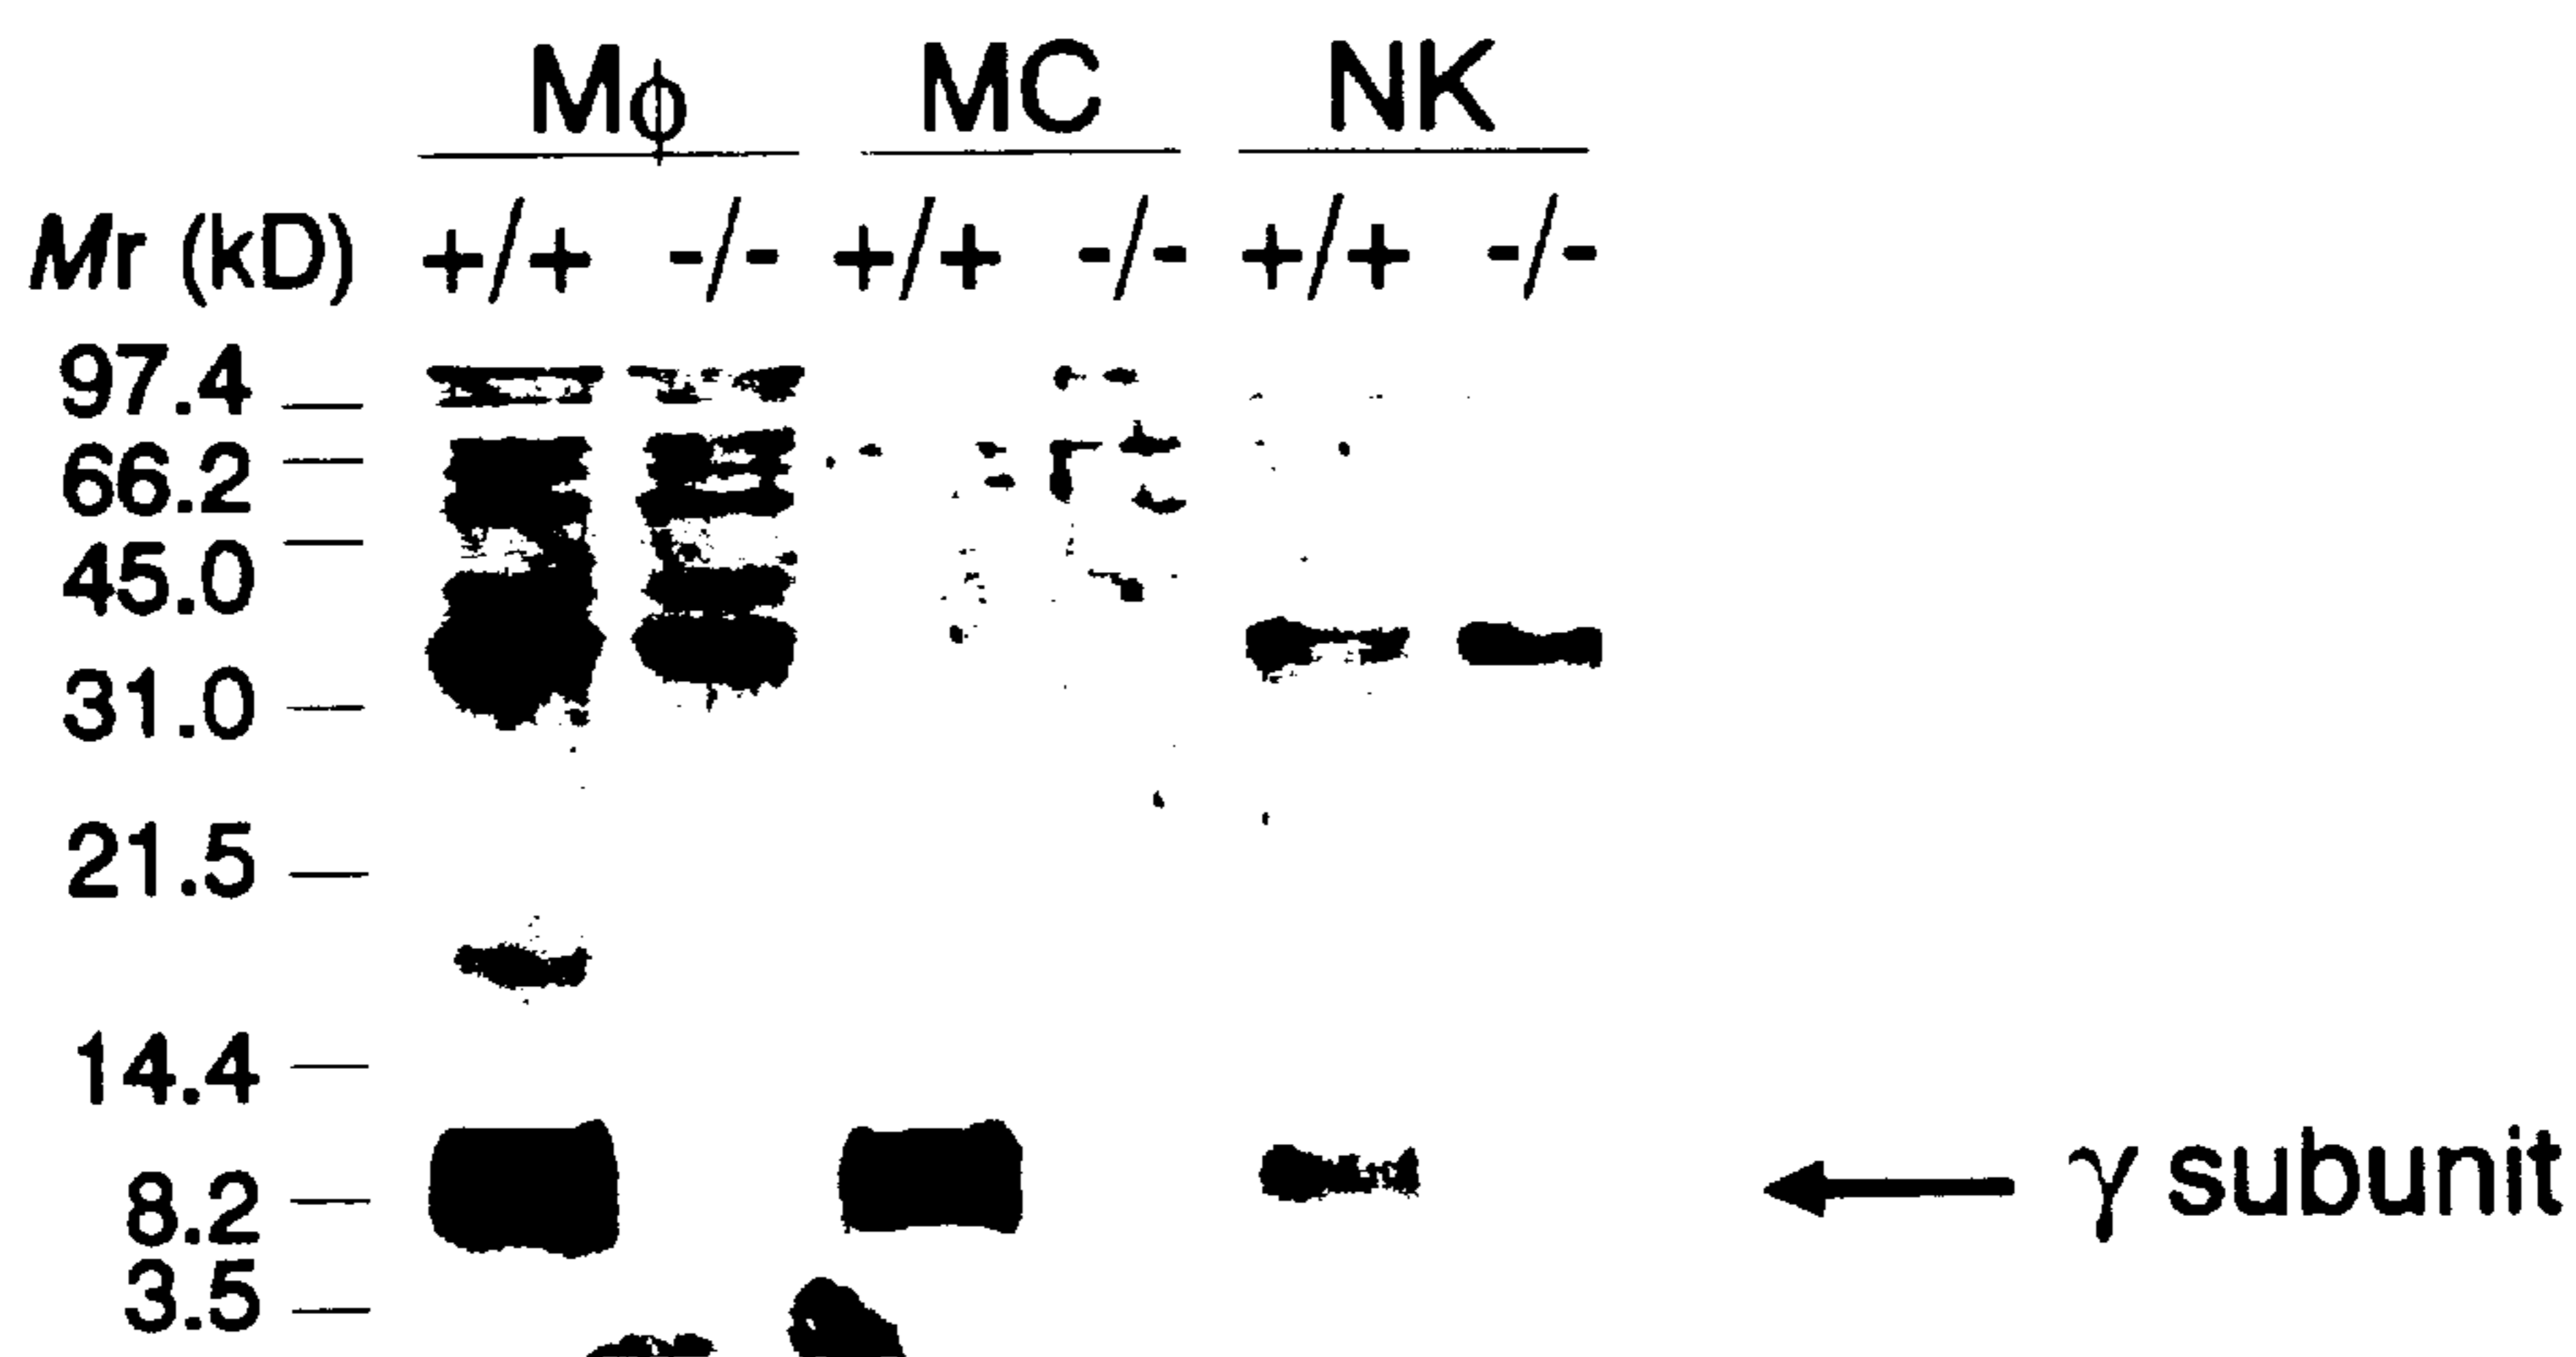 Mϕ MC NK
Mr (kD) +/+ -/- +/+ -/- +/+ -/-
97.4
66.2
45.0
31.0
21.5
14.4
8.2 γ subunit
3.5